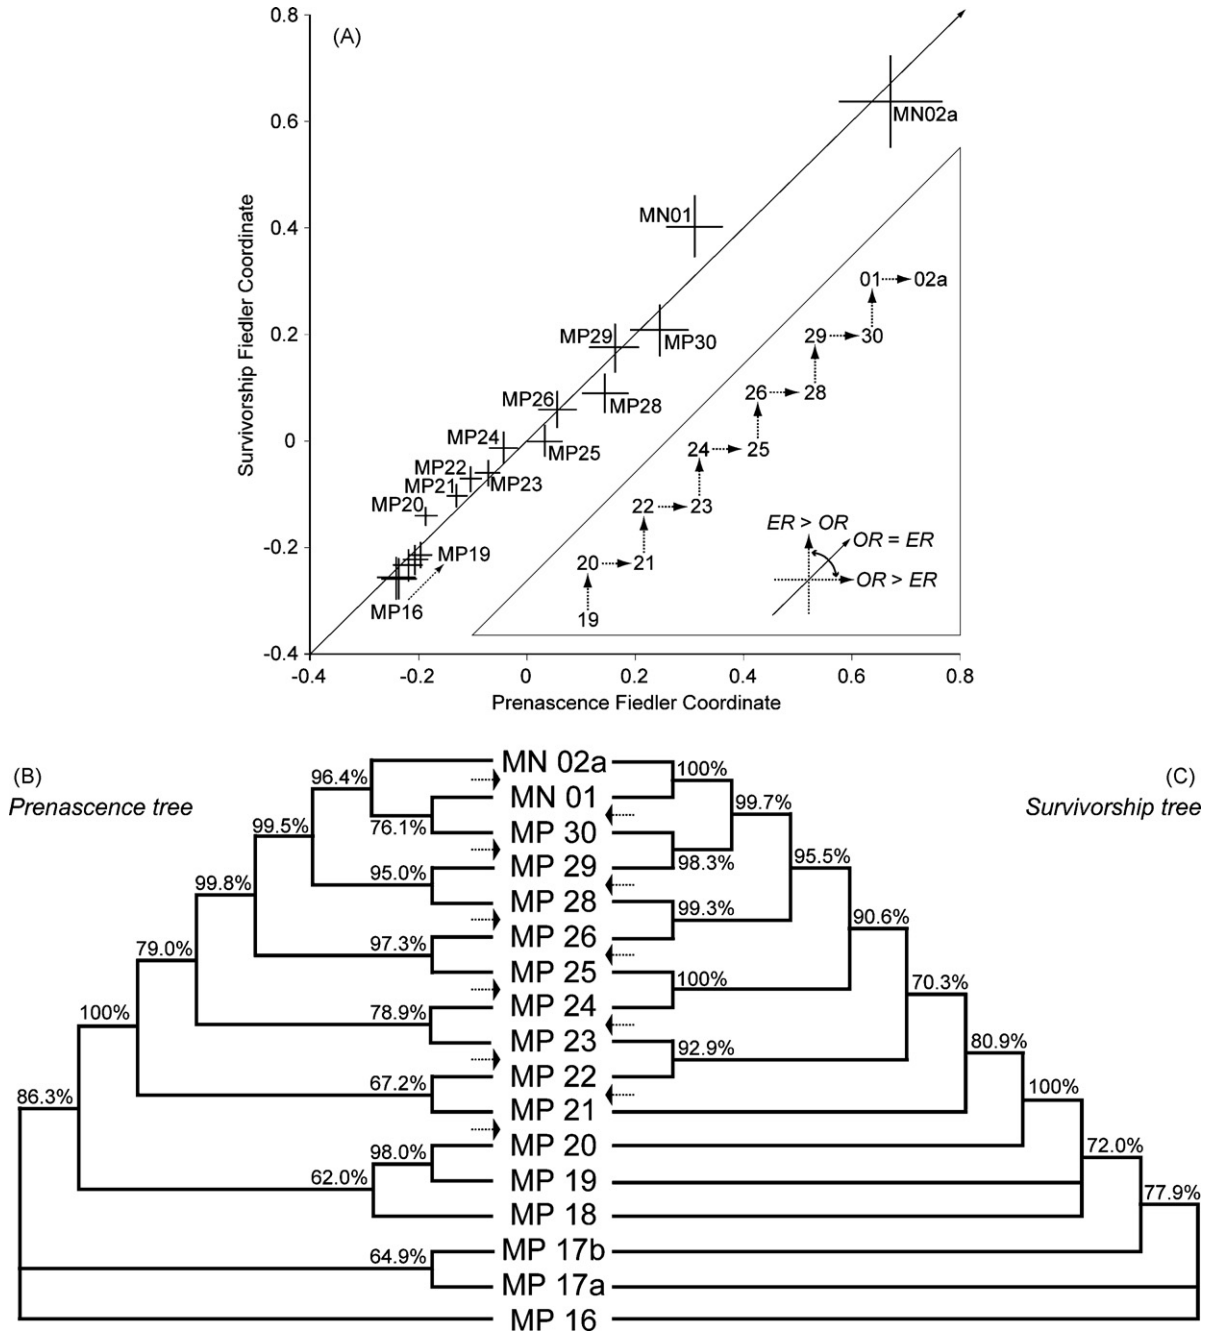 (A)
0.8
0.6
0.4
0.2
0
-0.2
-0.4
Survivorship Fiedler Coordinate
-0.4 -0.2 0 0.2 0.4 0.6 0.8
Prenascence Fiedler Coordinate
MN02a
MN01
MP29
MP30
MP26
MP28
MP24
MP25
MP22
MP23
MP21
MP20
MP19
MP16
01 02a
29 30
26 28
24 25
22 23
20 21
19
ER > OR
OR = ER
OR > ER
(B)
Prenascence tree
(C)
Survivorship tree
MN 02a
MN 01
MP 30
MP 29
MP 28
MP 26
MP 25
MP 24
MP 23
MP 22
MP 21
MP 20
MP 19
MP 18
MP 17b
MP 17a
MP 16
96.4%
76.1%
99.5%
95.0%
99.8%
97.3%
79.0%
78.9%
100%
67.2%
86.3%
98.0%
62.0%
64.9%
100%
99.7%
98.3%
95.5%
99.3%
90.6%
100%
70.3%
92.9%
80.9%
100%
72.0%
77.9%